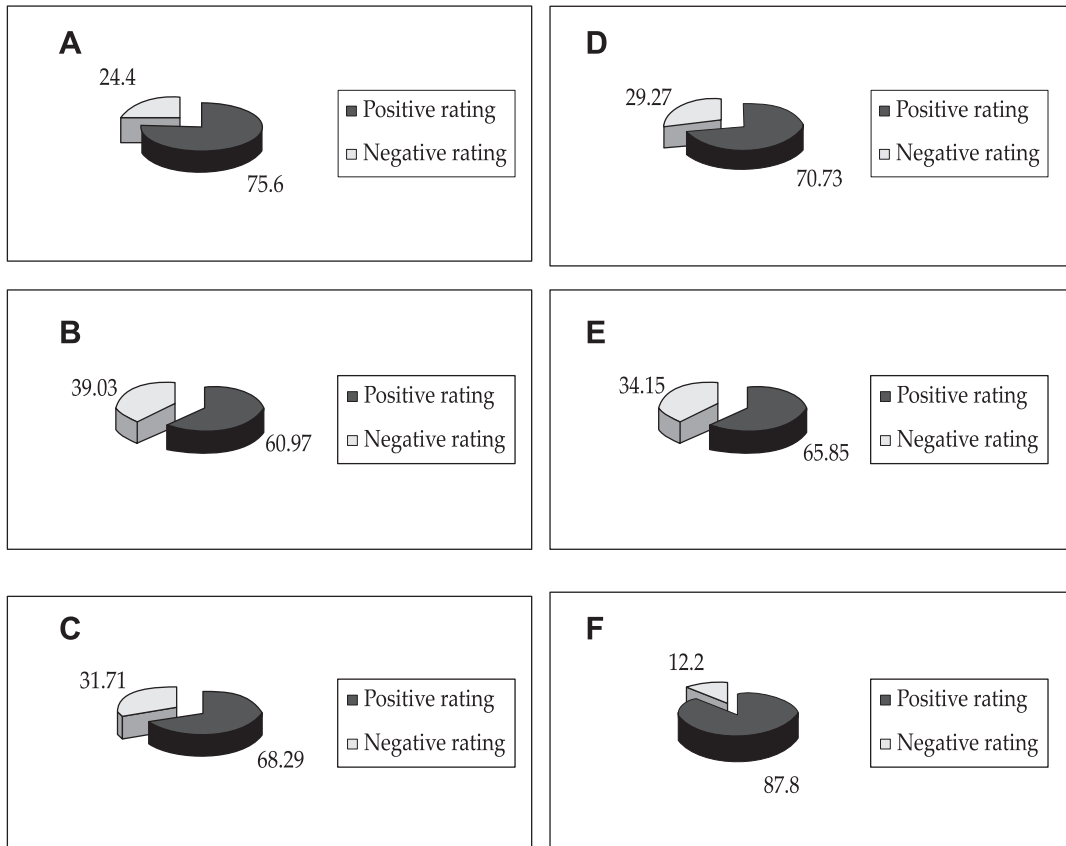 A
24.4
75.6
Positive rating
Negative rating
B
39.03
60.97
Positive rating
Negative rating
C
31.71
68.29
Positive rating
Negative rating
D
29.27
70.73
Positive rating
Negative rating
E
34.15
65.85
Positive rating
Negative rating
F
12.2
87.8
Positive rating
Negative rating